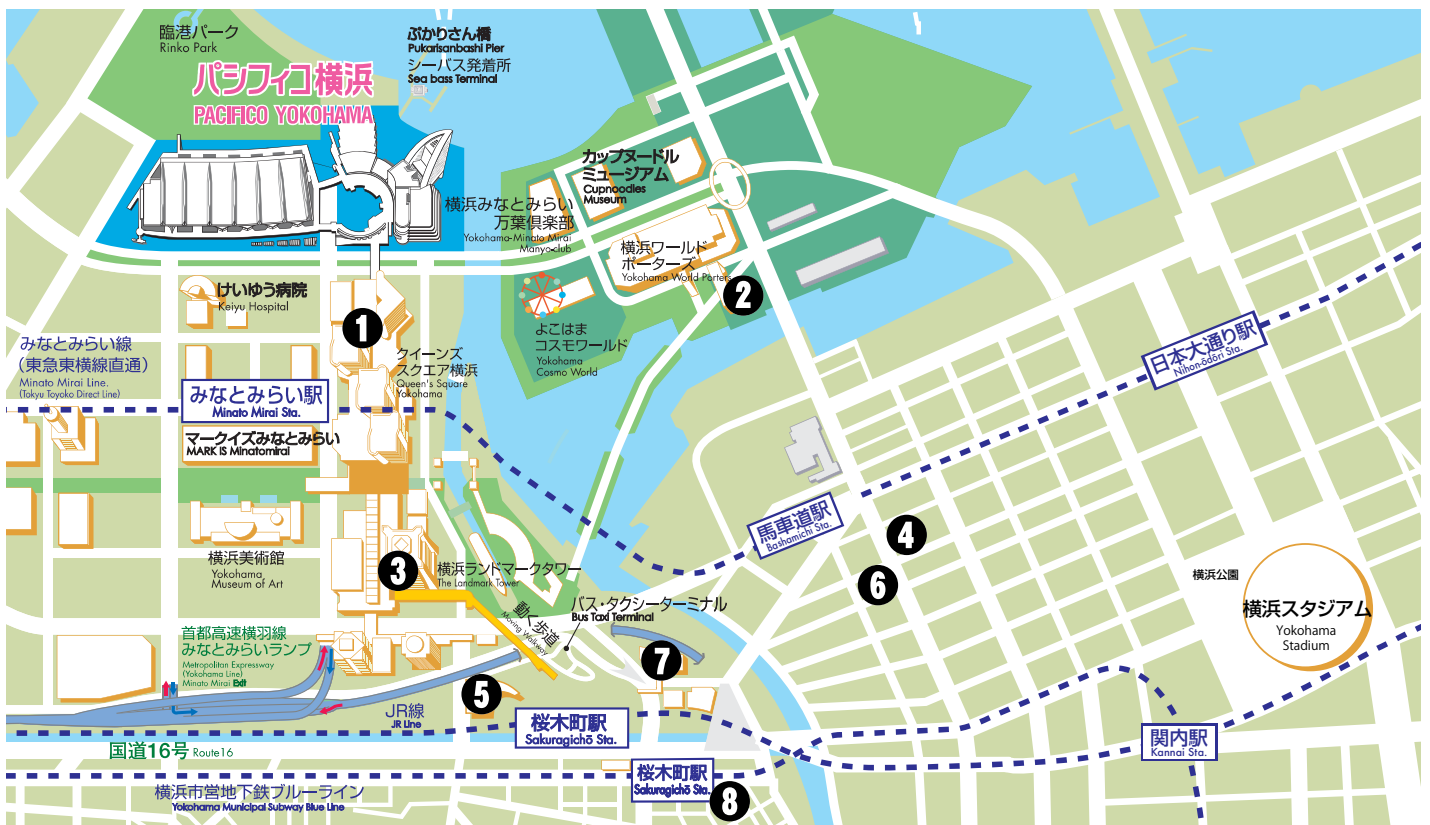 臨港パーク
Rinko Park
ぷかりさん橋
Pukarisanbashi Pier
シーバス発着所
Sea bass Terminal
パシフィコ横浜
PACIFICO YOKOHAMA
カップヌードル
ミュージアム
Cupnoodles
Museum
横浜みなとみらい
万葉倶楽部
Yokohama-Minato Mirai
Manyo-club
横浜ワールド
ポーターズ
Yokohama World Porters
2
けいゆう病院
Keiyu Hospital
1
よこはま
コスモワールド
Yokohama
Cosmo World
みなとみらい線
(東急東横線直通)
Minato Mirai Line.
(Tokyu Toyoko Direct Line)
クイーンズ
スクエア横浜
Queen's Square
Yokohama
日本大通り駅
Nihon-ōdōri Sta.
みなとみらい駅
Minato Mirai Sta.
マークイズみなとみらい
MARK IS Minatomirai
馬車道駅
Bashamichi Sta.
4
横浜美術館
Yokohama
Museum of Art
3
横浜ランドマークタワー
The Landmark Tower
6
横浜公園
横浜スタジアム
Yokohama
Stadium
動く歩道
Moving Walkway
バス・タクシーターミナル
Bus Taxi Terminal
首都高速横羽線
みなとみらいランプ
Metropolitan Expressway
(Yokohama Line)
Minato Mirai Exit
7
5
JR線
JR Line
桜木町駅
Sakuragichō Sta.
関内駅
Kannai Sta.
国道16号 Route16
桜木町駅
Sakuragichō Sta.
8
横浜市営地下鉄ブルーライン
Yokohama Municipal Subway Blue Line